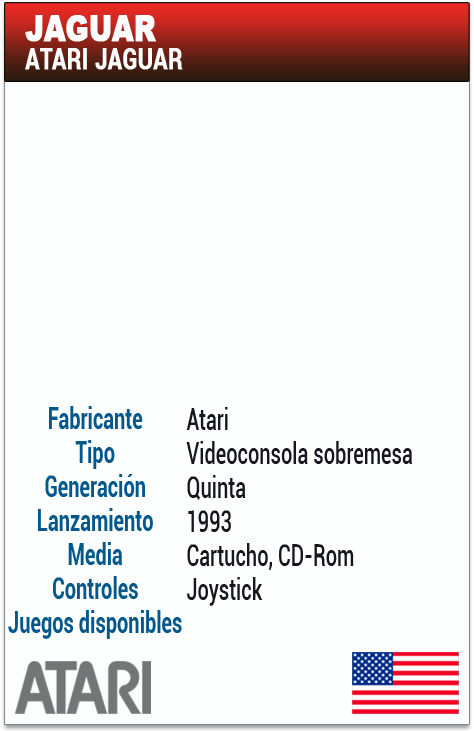 JAGUAR
ATARI JAGUAR
Fabricante Atari
Tipo Videoconsola sobremesa
Generación Quinta
Lanzamiento 1993
Media Cartucho, CD-Rom
Controles Joystick
Juegos disponibles
ATARI